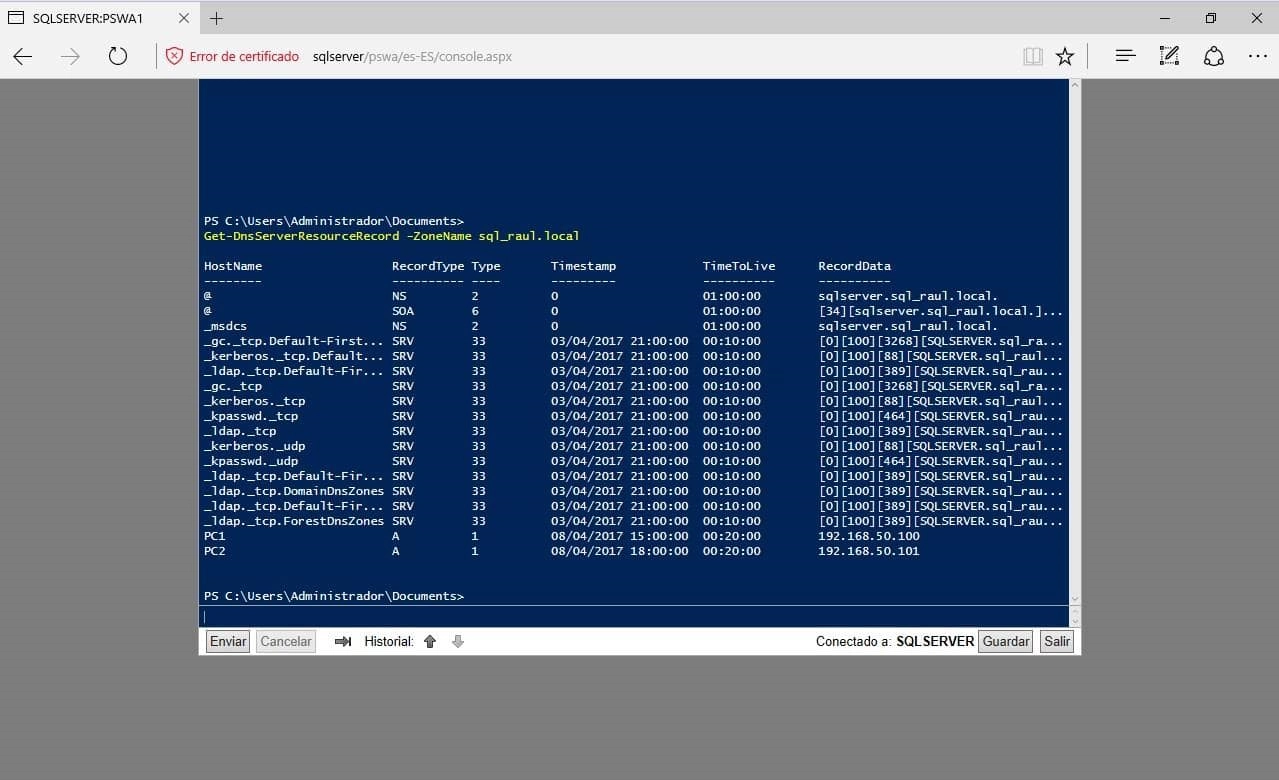 SQLSERVER:PSWA1
Error de certificado sqlserver/pswa/es-ES/console.aspx
PS C:\Users\Administrador\Documents>
Get-DnsServerResourceRecord -ZoneName sql_raul.local
HostName RecordType Type Timestamp TimeToLive RecordData
-------- ---------- ---- --------- ---------- ----------
@ NS 2 0 01:00:00 sqlserver.sql_raul.local.
@ SOA 6 0 01:00:00 [34][sqlserver.sql_raul.local.]...
_msdcs NS 2 0 01:00:00 sqlserver.sql_raul.local.
_gc._tcp.Default-First... SRV 33 03/04/2017 21:00:00 00:10:00 [0][100][3268][SQLSERVER.sql_ra...
_kerberos._tcp.Default... SRV 33 03/04/2017 21:00:00 00:10:00 [0][100][88][SQLSERVER.sql_raul...
_ldap._tcp.Default-Fir... SRV 33 03/04/2017 21:00:00 00:10:00 [0][100][389][SQLSERVER.sql_rau...
_gc._tcp SRV 33 03/04/2017 21:00:00 00:10:00 [0][100][3268][SQLSERVER.sql_ra...
_kerberos._tcp SRV 33 03/04/2017 21:00:00 00:10:00 [0][100][88][SQLSERVER.sql_raul...
_kpasswd._tcp SRV 33 03/04/2017 21:00:00 00:10:00 [0][100][464][SQLSERVER.sql_rau...
_ldap._tcp SRV 33 03/04/2017 21:00:00 00:10:00 [0][100][389][SQLSERVER.sql_rau...
_kerberos._udp SRV 33 03/04/2017 21:00:00 00:10:00 [0][100][88][SQLSERVER.sql_raul...
_kpasswd._udp SRV 33 03/04/2017 21:00:00 00:10:00 [0][100][464][SQLSERVER.sql_rau...
_ldap._tcp.Default-Fir... SRV 33 03/04/2017 21:00:00 00:10:00 [0][100][389][SQLSERVER.sql_rau...
_ldap._tcp.DomainDnsZones SRV 33 03/04/2017 21:00:00 00:10:00 [0][100][389][SQLSERVER.sql_rau...
_ldap._tcp.Default-Fir... SRV 33 03/04/2017 21:00:00 00:10:00 [0][100][389][SQLSERVER.sql_rau...
_ldap._tcp.ForestDnsZones SRV 33 03/04/2017 21:00:00 00:10:00 [0][100][389][SQLSERVER.sql_rau...
PC1 A 1 08/04/2017 15:00:00 00:20:00 192.168.50.100
PC2 A 1 08/04/2017 18:00:00 00:20:00 192.168.50.101
PS C:\Users\Administrador\Documents>
Enviar Cancelar Historial: Conectado a: SQLSERVER Guardar Salir